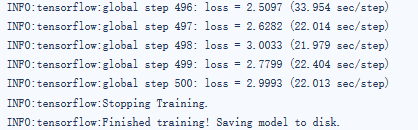 INFO:tensorflow:global step 496: loss = 2.5097 (33.954 sec/step)
INFO:tensorflow:global step 497: loss = 2.6282 (22.014 sec/step)
INFO:tensorflow:global step 498: loss = 3.0033 (21.979 sec/step)
INFO:tensorflow:global step 499: loss = 2.7799 (22.404 sec/step)
INFO:tensorflow:global step 500: loss = 2.9993 (22.013 sec/step)
INFO:tensorflow:Stopping Training.
INFO:tensorflow:Finished training! Saving model to disk.